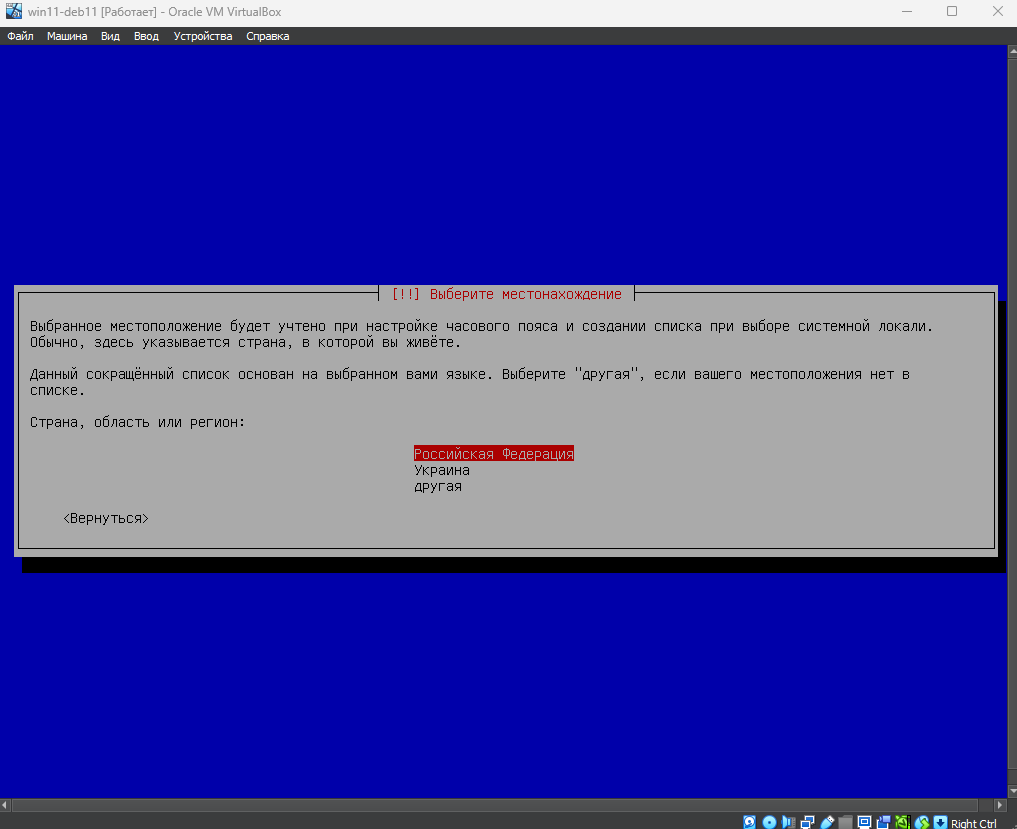 win11-deb11 [Работает] - Oracle VM VirtualBox
Файл Машина Вид Ввод Устройства Справка
[!!] Выберите местонахождение
Выбранное местоположение будет учтено при настройке часового пояса и создании списка при выборе системной локали.
Обычно, здесь указывается страна, в которой вы живёте.
Данный сокращённый список основан на выбранном вами языке. Выберите "другая", если вашего местоположения нет в
списке.
Страна, область или регион:
Российская Федерация
Украина
другая
<Вернуться>
Right Ctrl